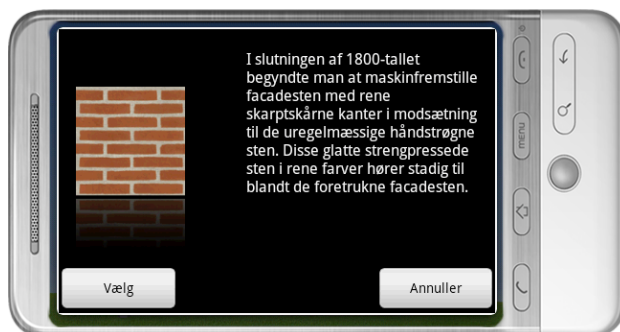 I slutningen af 1800-tallet
begyndte man at maskinfremstille
facadesten med rene
skarptskårne kanter i modsætning
til de uregelmæssige håndstrøgne
sten. Disse glatte strengpressede
sten i rene farver hører stadig til
blandt de foretrukne facadesten.
Vælg
Annuller
menu